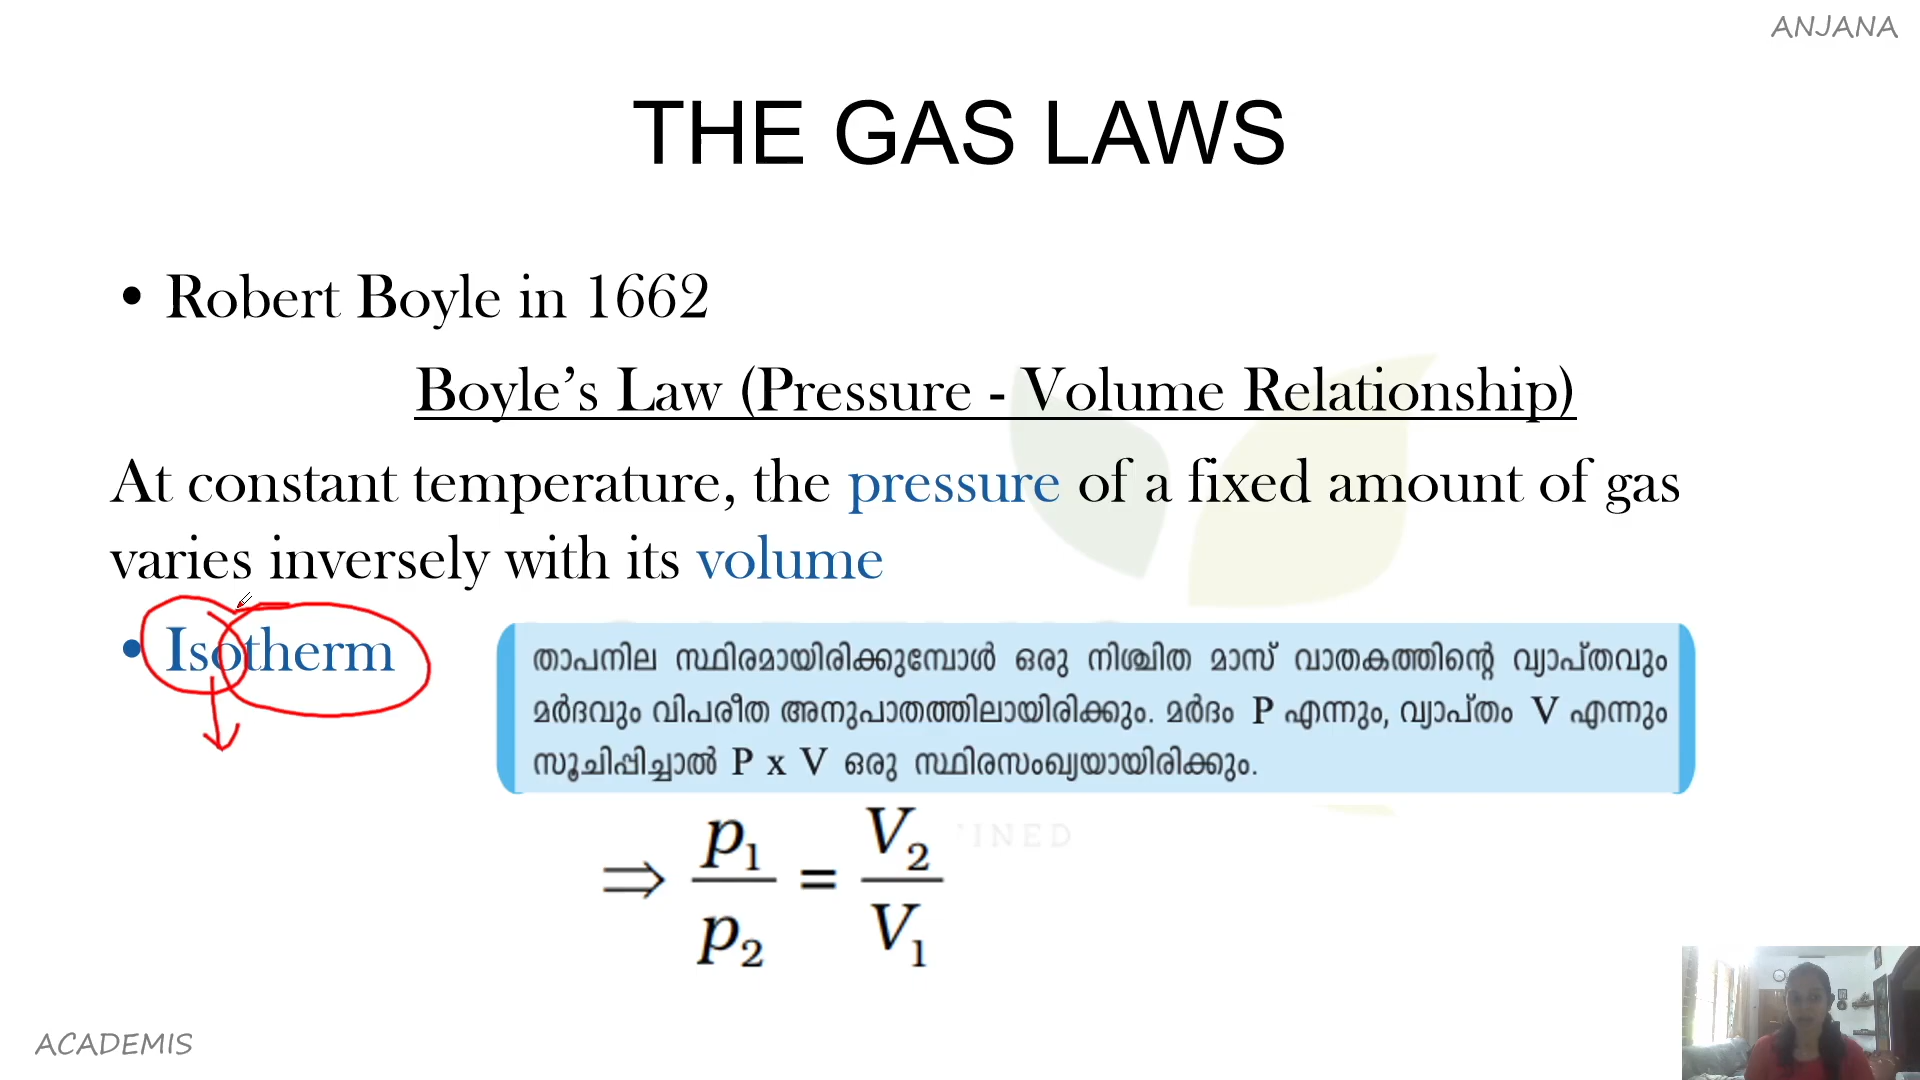 ANJANA
THE GAS LAWS
• Robert Boyle in 1662
Boyle’s Law (Pressure - Volume Relationship)
At constant temperature, the pressure of a fixed amount of gas
varies inversely with its volume
• Isotherm
താപനില സ്ഥിരമായിരിക്കുമ്പോൾ ഒരു നിശ്ചിത മാസ് വാതകത്തിന്റെ വ്യാപ്തവും
മർദവും വിപരീത അനുപാതത്തിലായിരിക്കും. മർദം P എന്നും, വ്യാപ്തം V എന്നും
സൂചിപ്പിച്ചാൽ P x V ഒരു സ്ഥിരസംഖ്യയായിരിക്കും.
⇒ p₁/p₂ = V₂/V₁
ACADEMIS